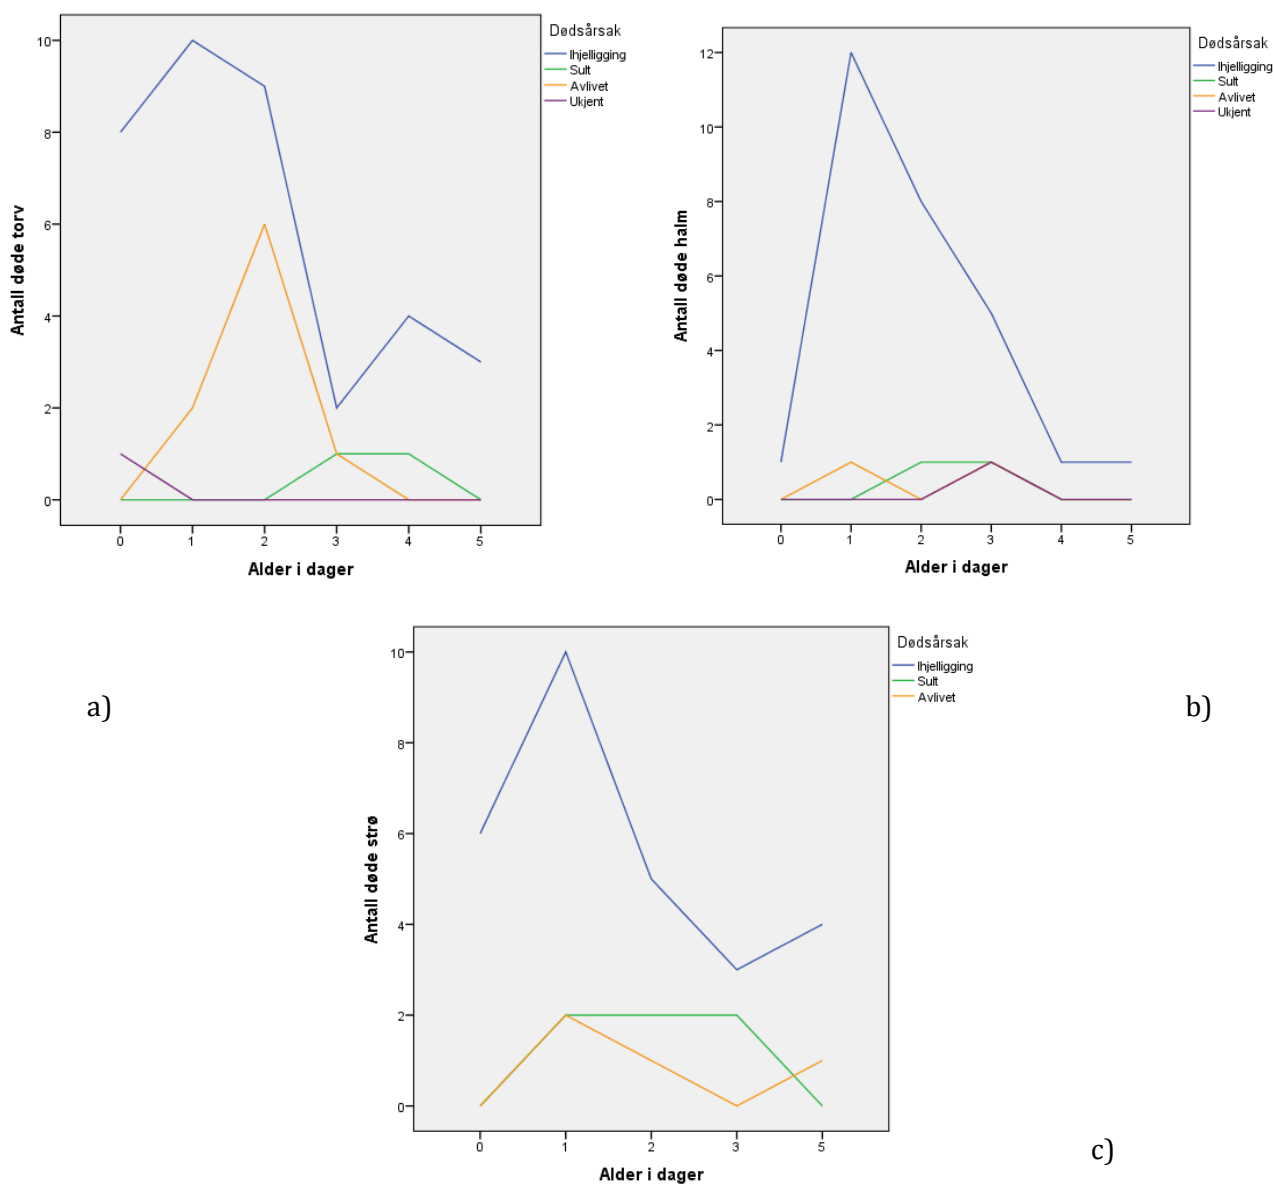 Dødsårsak
Ihjelligging
Sult
Avlivet
Ukjent
10
8
6
4
2
0
Antall døde torv
0 1 2 3 4 5
Alder i dager
Dødsårsak
Ihjelligging
Sult
Avlivet
Ukjent
12
10
8
6
4
2
0
Antall døde halm
0 1 2 3 4 5
Alder i dager
a)
b)
Dødsårsak
Ihjelligging
Sult
Avlivet
10
8
6
4
2
0
Antall døde strø
0 1 2 3 5
Alder i dager
c)